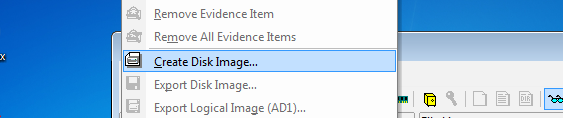 Remove Evidence Item
Remove All Evidence Items
Create Disk Image...
Export Disk Image...
Export Logical Image (AD1)...
x